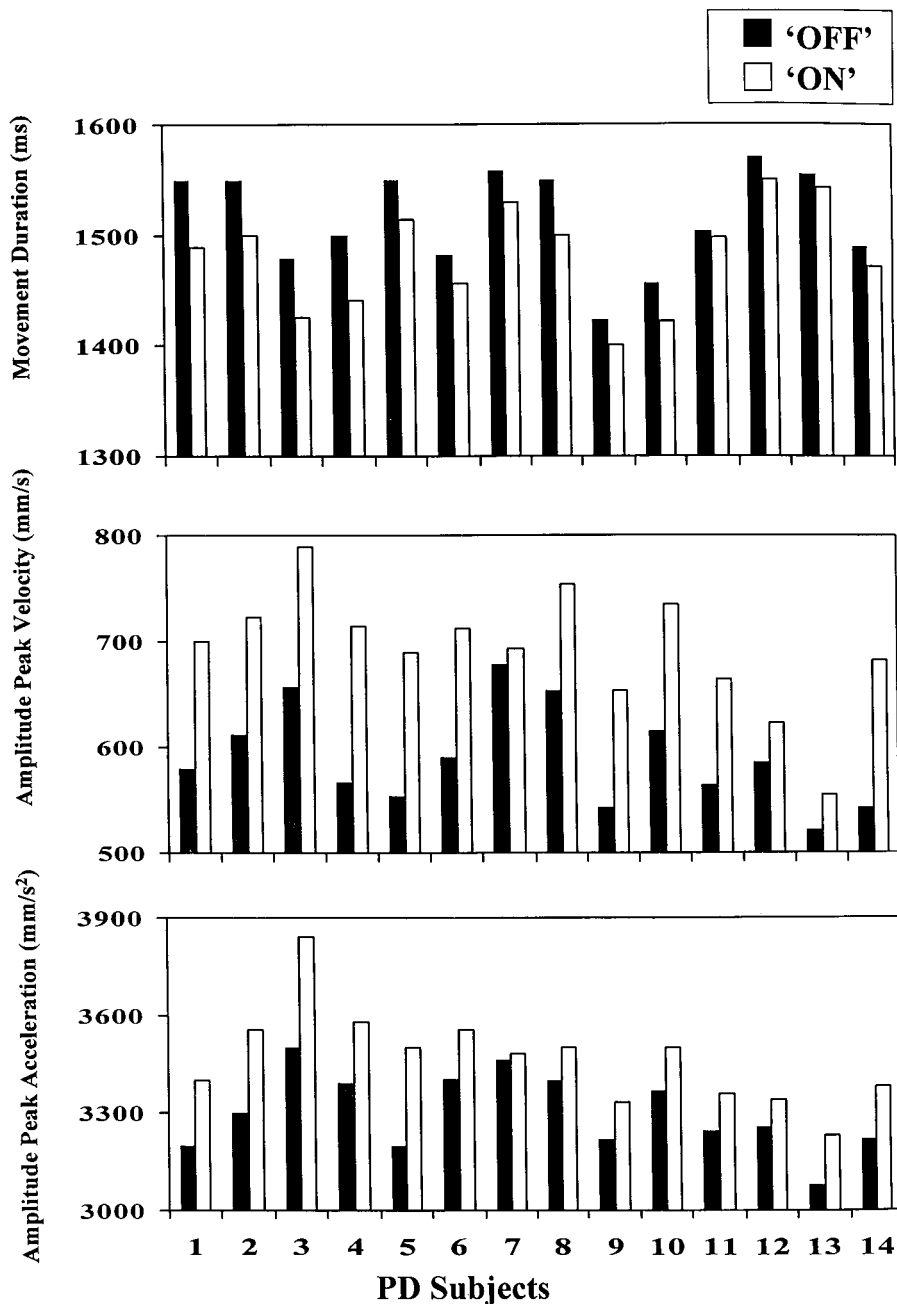 ‘OFF’
‘ON’
Movement Duration (ms)
1600
1500
1400
1300
Amplitude Peak Velocity (mm/s)
800
700
600
500
Amplitude Peak Acceleration (mm/s²)
3900
3600
3300
3000
1 2 3 4 5 6 7 8 9 10 11 12 13 14
PD Subjects